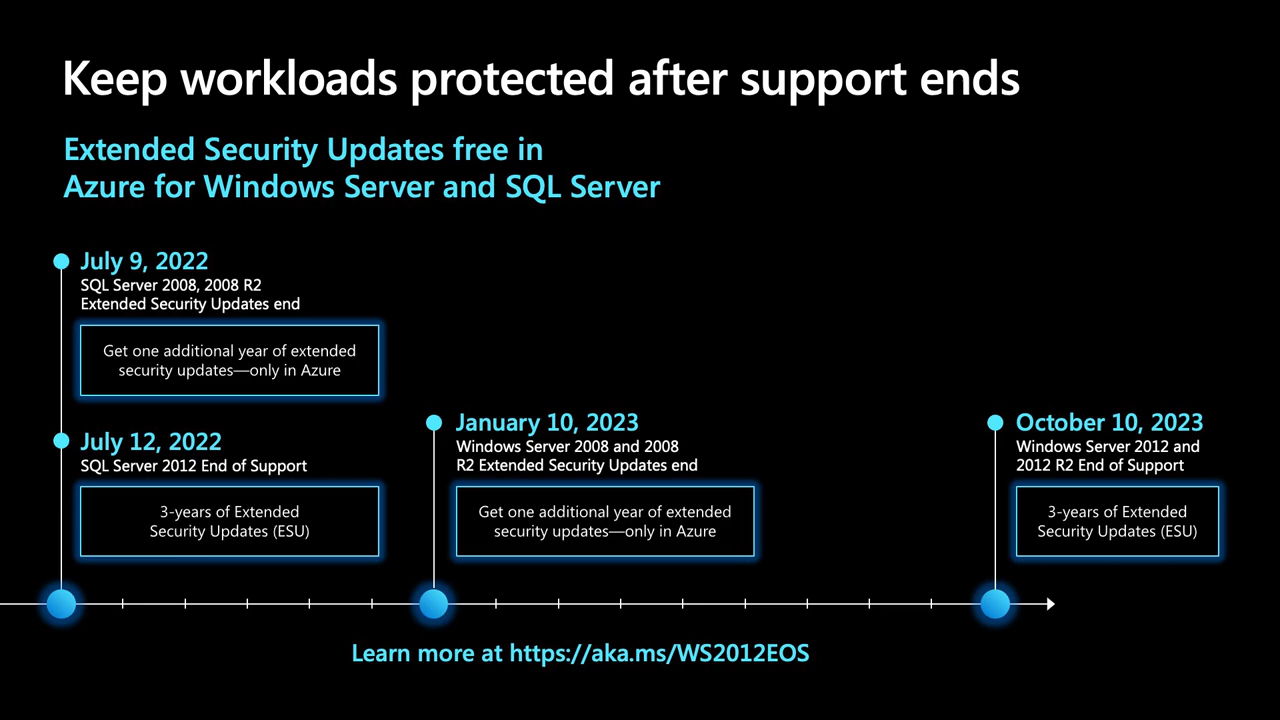 Keep workloads protected after support ends
Extended Security Updates free in
Azure for Windows Server and SQL Server
July 9, 2022
SQL Server 2008, 2008 R2
Extended Security Updates end
Get one additional year of extended
security updates—only in Azure
July 12, 2022
SQL Server 2012 End of Support
3-years of Extended
Security Updates (ESU)
January 10, 2023
Windows Server 2008 and 2008
R2 Extended Security Updates end
Get one additional year of extended
security updates—only in Azure
October 10, 2023
Windows Server 2012 and
2012 R2 End of Support
3-years of Extended
Security Updates (ESU)
Learn more at https://aka.ms/WS2012EOS